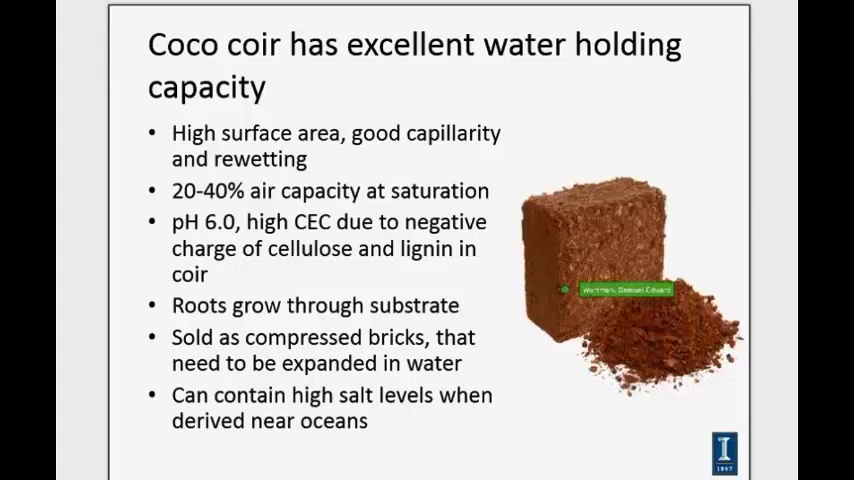 Coco coir has excellent water holding
capacity
• High surface area, good capillarity
and rewetting
• 20-40% air capacity at saturation
• pH 6.0, high CEC due to negative
charge of cellulose and lignin in
coir
• Roots grow through substrate
• Sold as compressed bricks, that
need to be expanded in water
• Can contain high salt levels when
derived near oceans
Wortman, Samuel Edward
I
1867